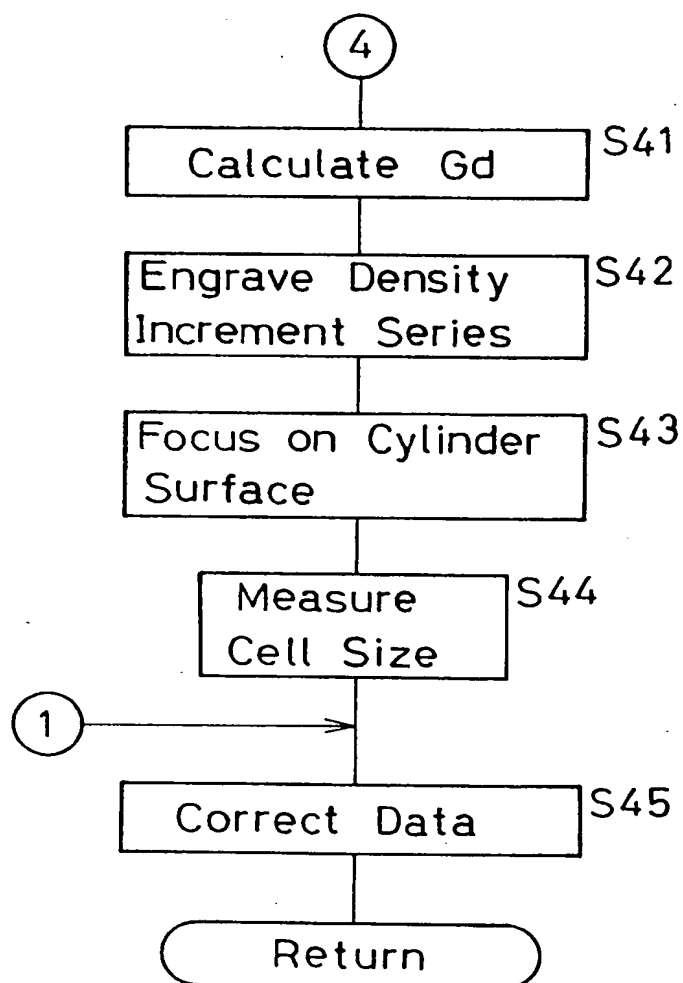 4
Calculate Gd
S41
Engrave Density
Increment Series
S42
Focus on Cylinder
Surface
S43
Measure
Cell Size
S44
1
Correct Data
S45
Return